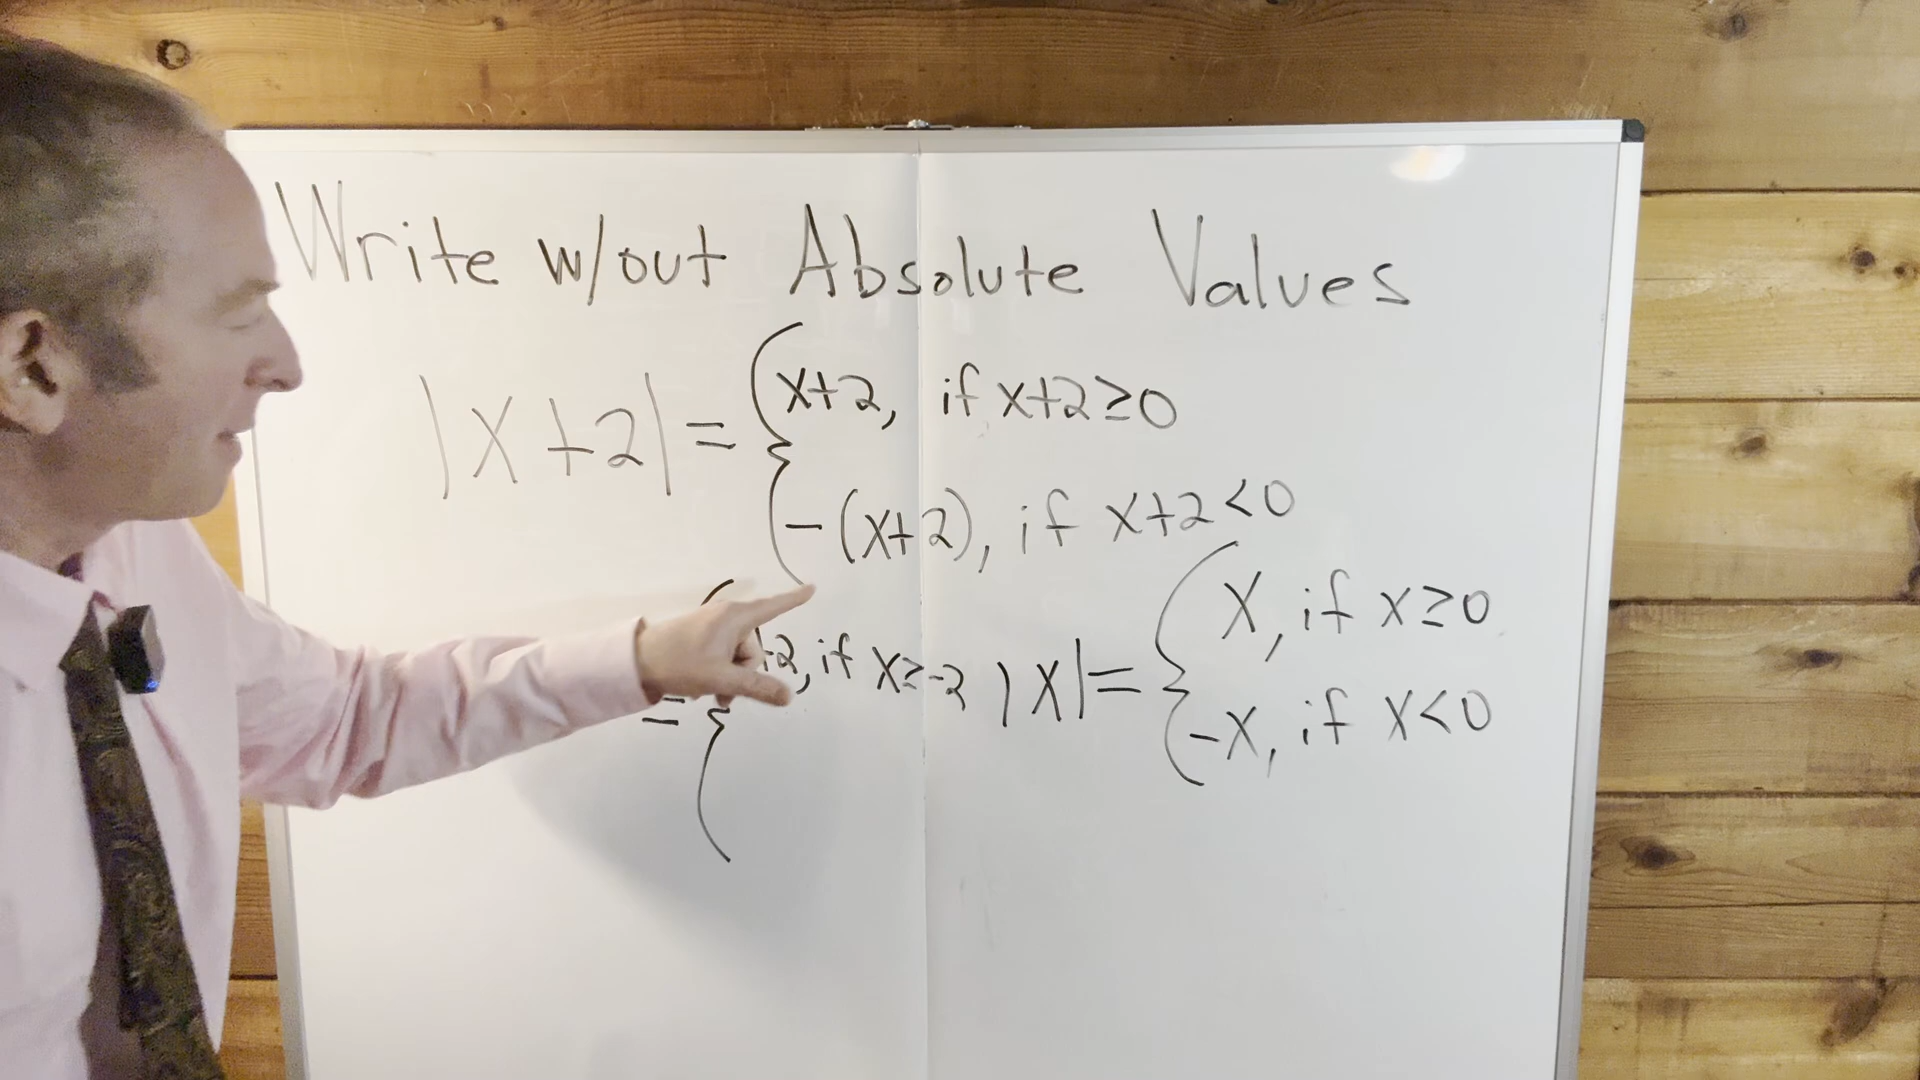 Write w/out Absolute Values
|x+2|= { x+2, if x+2≥0
-(x+2), if x+2<0
= { +2, if x≥-2
|x|= { x, if x≥0
-x, if x<0